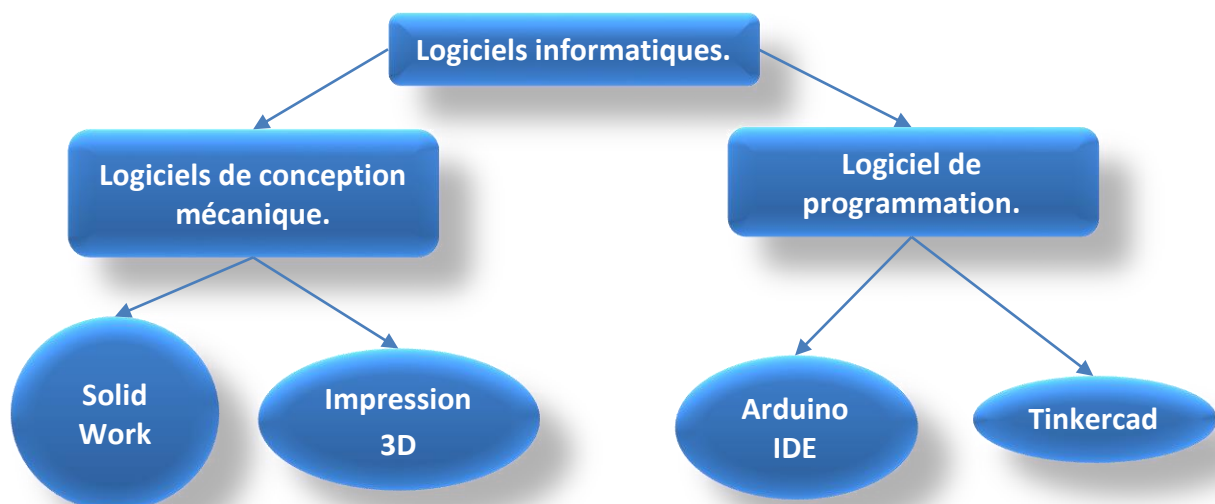 Logiciels informatiques.
Logiciels de conception
mécanique.
Logiciel de
programmation.
Solid
Work
Impression
3D
Arduino
IDE
Tinkercad